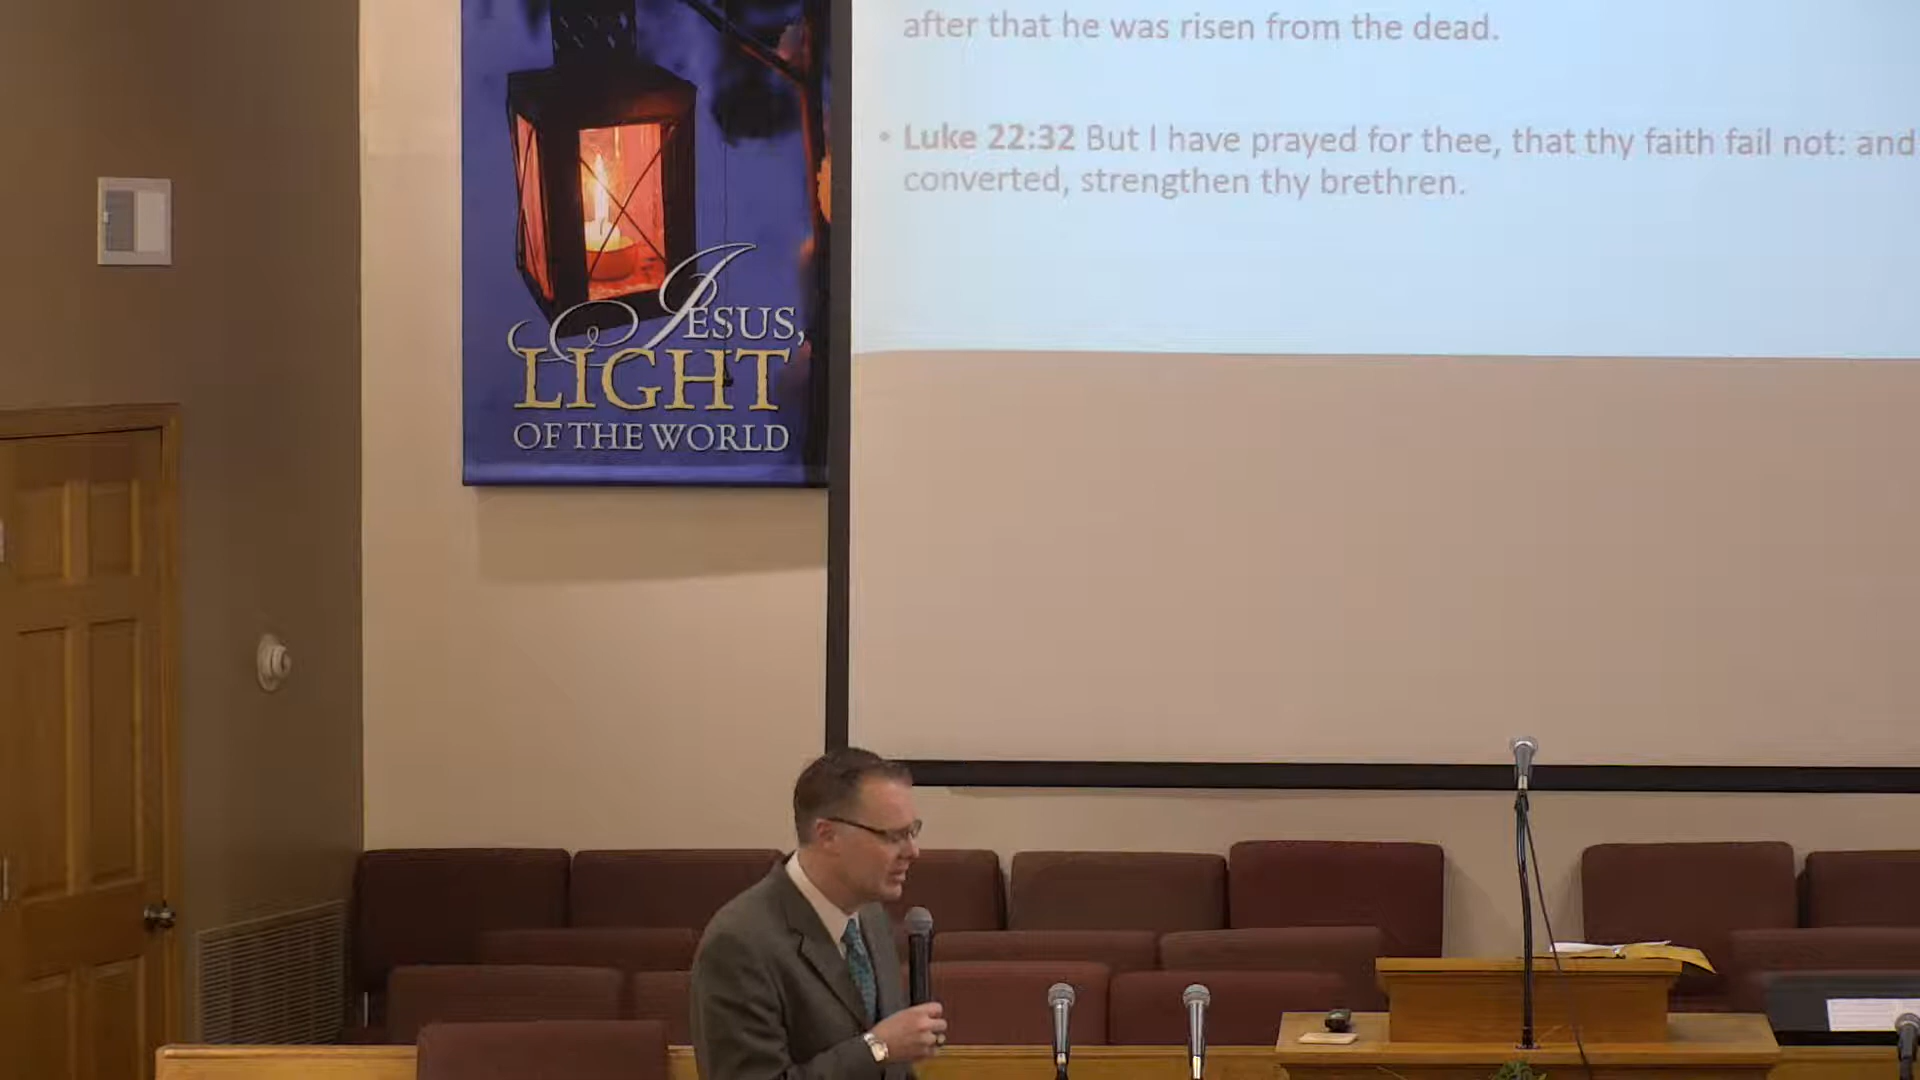 JESUS,
LIGHT
OF THE WORLD
after that he was risen from the dead.
• Luke 22:32 But I have prayed for thee, that thy faith fail not: and
converted, strengthen thy brethren.